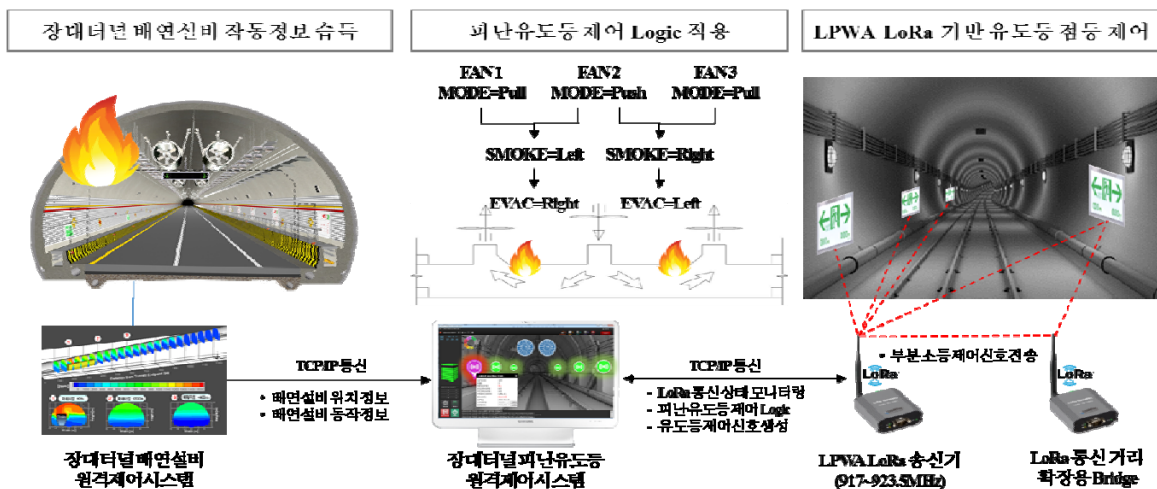 장대터널 배연설비 작동정보 습득
피난유도등 제어 Logic 적용
LPWA LoRa 기반 유도등 점등 제어
FAN1
MODE=Pull
FAN2
MODE=Push
FAN3
MODE=Pull
SMOKE=Left
SMOKE=Right
EVAC=Right
EVAC=Left
TCP/IP통신
• 배연설비 위치정보
• 배연설비 동작정보
TCP/IP통신
- LoRa 통신상태 모니터링
- 피난유도등제어 Logic
- 유도등제어신호생성
• 부분소등제어신호전송
LoRa
LoRa
장대터널 배연설비
원격제어시스템
장대터널 피난유도등
원격제어시스템
LPWA LoRa 송신기
(917~923.5MHz)
LoRa 통신 거리
확장용 Bridge